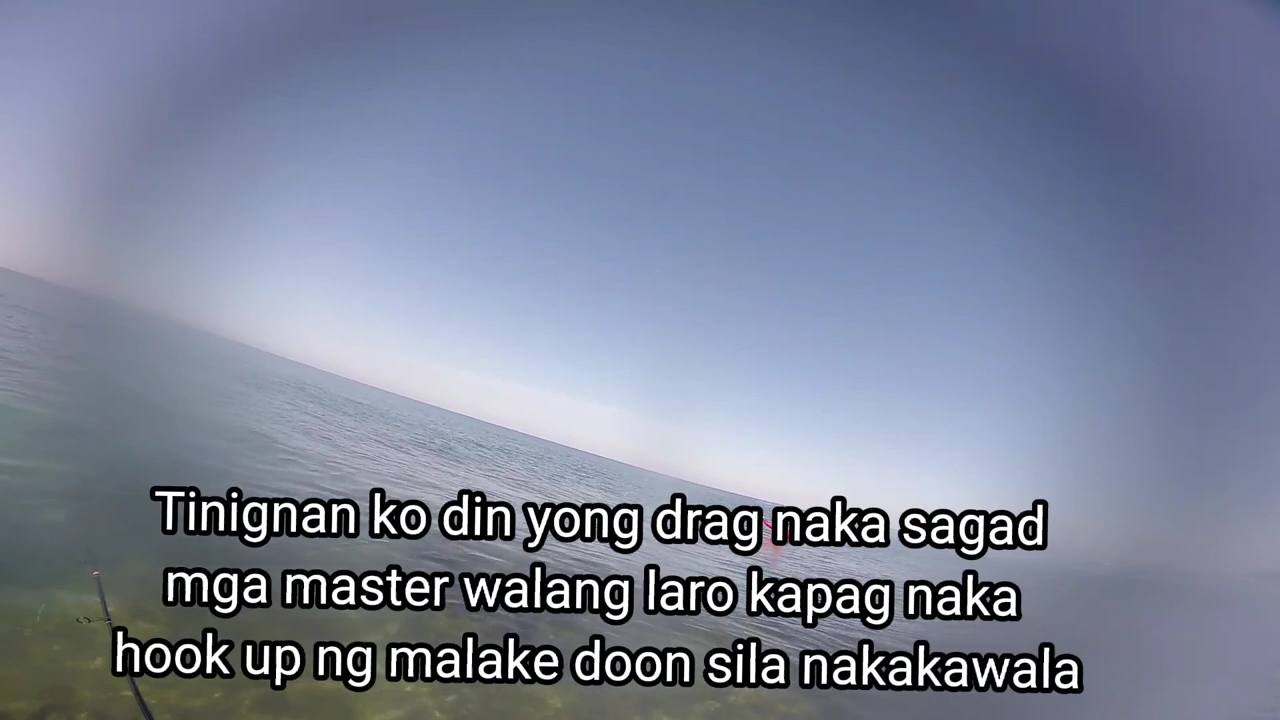 Tinignan ko din yong drag naka sagad
mga master walang laro kapag naka
hook up ng malake doon sila nakakawala